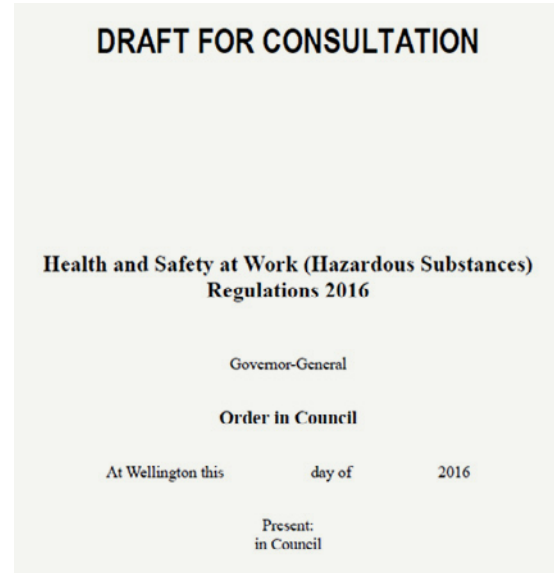 DRAFT FOR CONSULTATION
Health and Safety at Work (Hazardous Substances)
Regulations 2016
Governor-General
Order in Council
At Wellington this day of 2016
Present:
in Council